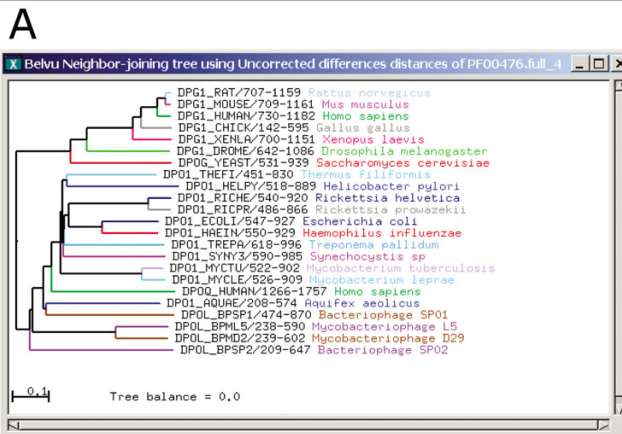 A
Belvu Neighbor-joining tree using Uncorrected differences distances of PF00476.full_4
DPG1_RAT/707-1159 Rattus norvegicus
DPG1_MOUSE/709-1161 Mus musculus
DPG1_HUMAN/730-1182 Homo sapiens
DPG1_CHICK/142-595 Gallus gallus
DPG1_XENLA/700-1151 Xenopus laevis
DPG1_DROME/642-1086 Drosophila melanogaster
DPOG_YEAST/531-939 Saccharomyces cerevisiae
DPO1_THEFI/451-830 Thermus filiformis
DPO1_HELPY/518-889 Helicobacter pylori
DPO1_RICHE/540-920 Rickettsia helvetica
DPO1_RICPR/486-866 Rickettsia prowazekii
DPO1_ECOLI/547-927 Escherichia coli
DPO1_HAEIN/550-929 Haemophilus influenzae
DPO1_TREPA/618-996 Treponema pallidum
DPO1_SYNY3/590-985 Synechocystis sp
DPO1_MYCTU/522-902 Mycobacterium tuberculosis
DPO1_MYCLE/526-909 Mycobacterium leprae
DPOQ_HUMAN/1266-1757 Homo sapiens
DPO1_AQUAE/208-574 Aquifex aeolicus
DPOL_BPSP1/474-870 Bacteriophage SP01
DPOL_BPML5/238-590 Mycobacteriophage L5
DPOL_BPMD2/239-602 Mycobacteriophage D29
DPOL_BPSP2/209-647 Bacteriophage SP02
0.1 Tree balance = 0.0